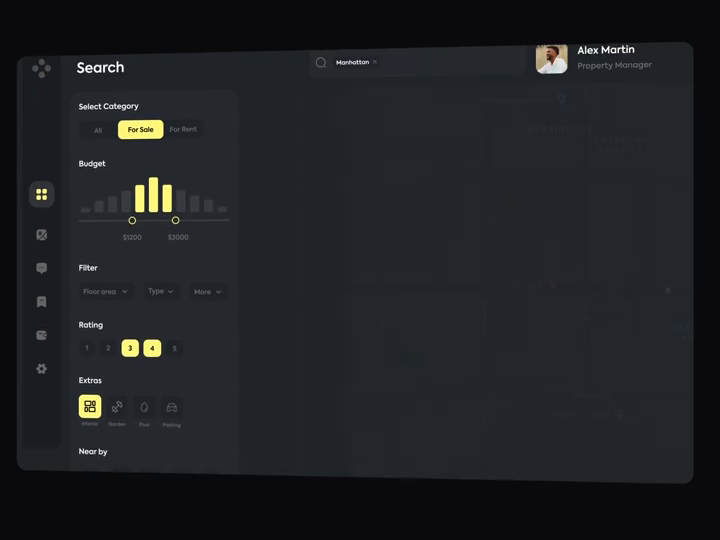 Search
Manhattan ×
Alex Martin
Property Manager
Select Category
All
For Sale
For Rent
Budget
$1200
$3000
Filter
Floor area
Type
More
Rating
1
2
3
4
5
Extras
Garden
Pool
Parking
Near by